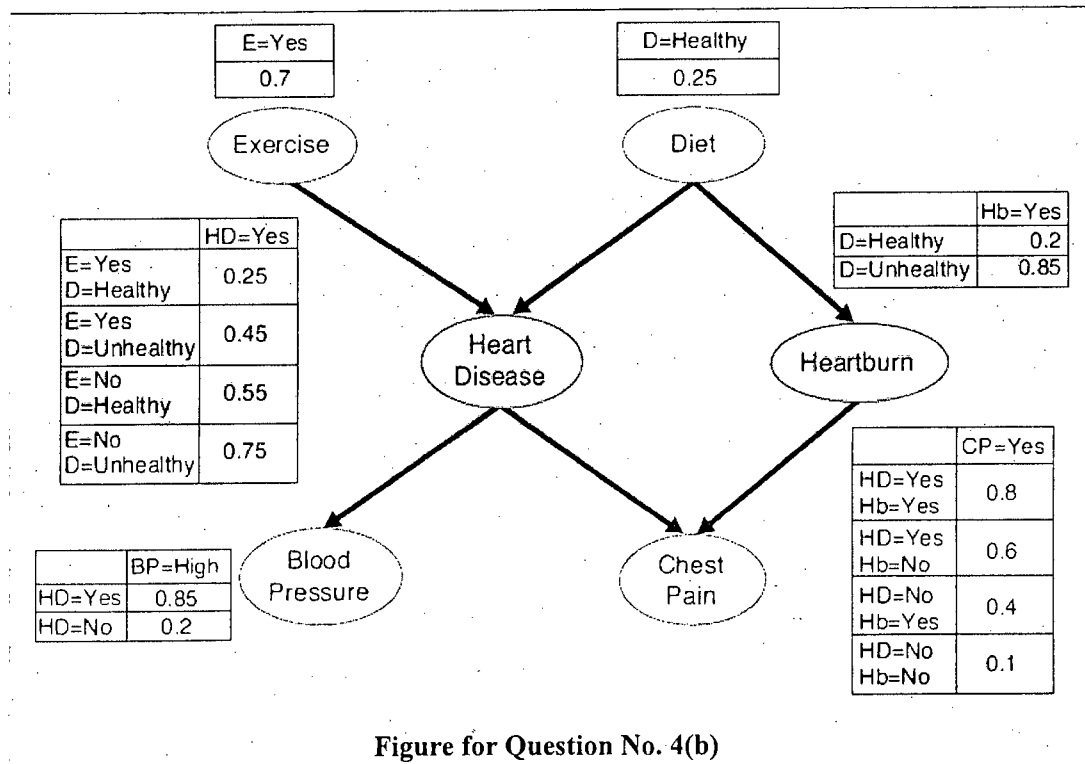 E=Yes
0.7
D=Healthy
0.25
Exercise
Diet
Hb=Yes
D=Healthy 0.2
D=Unhealthy 0.85
HD=Yes
E=Yes
D=Healthy
0.25
E=Yes
D=Unhealthy
0.45
E=No
D=Healthy
0.55
E=No
D=Unhealthy
0.75
Heart
Disease
Heartburn
CP=Yes
HD=Yes
Hb=Yes
0.8
HD=Yes
Hb=No
0.6
HD=No
Hb=Yes
0.4
HD=No
Hb=No
0.1
BP=High
HD=Yes 0.85
HD=No 0.2
Blood
Pressure
Chest
Pain
Figure for Question No. 4(b)